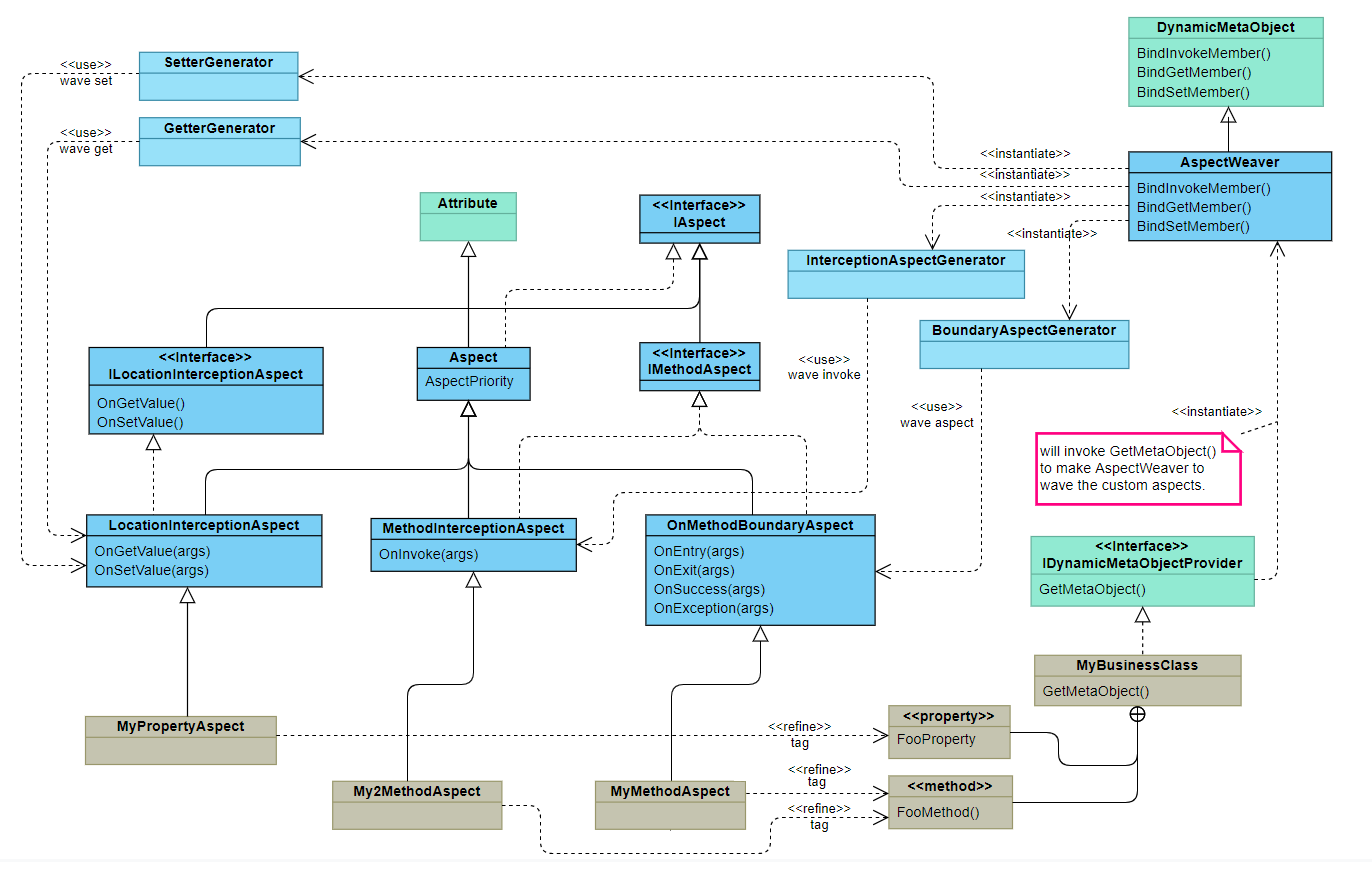 DynamicMetaObject
BindInvokeMember()
BindGetMember()
BindSetMember()
<<use>>
wave set
SetterGenerator
<<use>>
wave get
GetterGenerator
<<instantiate>>
<<instantiate>>
<<instantiate>>
<<instantiate>>
AspectWeaver
BindInvokeMember()
BindGetMember()
BindSetMember()
Attribute
<<Interface>>
IAspect
InterceptionAspectGenerator
BoundaryAspectGenerator
<<Interface>>
ILocationInterceptionAspect
OnGetValue()
OnSetValue()
Aspect
AspectPriority
<<Interface>>
IMethodAspect
<<use>>
wave invoke
<<use>>
wave aspect
<<instantiate>>
will invoke GetMetaObject()
to make AspectWeaver to
wave the custom aspects.
LocationInterceptionAspect
OnGetValue(args)
OnSetValue(args)
MethodInterceptionAspect
OnInvoke(args)
OnMethodBoundaryAspect
OnEntry(args)
OnExit(args)
OnSuccess(args)
OnException(args)
<<Interface>>
IDynamicMetaObjectProvider
GetMetaObject()
MyBusinessClass
GetMetaObject()
MyPropertyAspect
<<refine>>
tag
<<property>>
FooProperty
My2MethodAspect
MyMethodAspect
<<refine>>
tag
<<refine>>
tag
<<method>>
FooMethod()